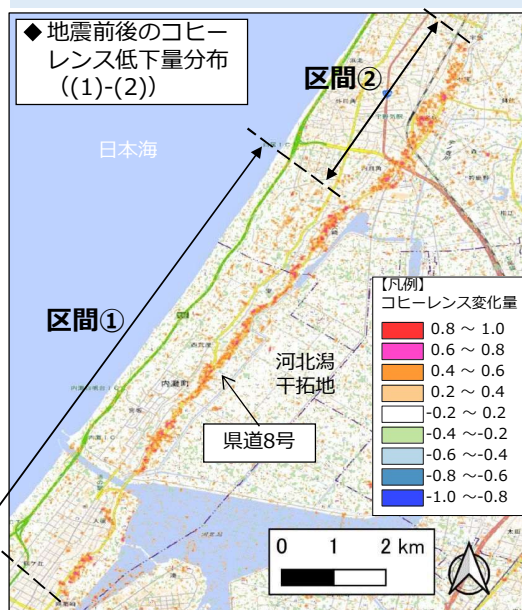 ◆ 地震前後のコヒー
レンス低下量分布
((1)-(2))
区間②
日本海
区間①
内灘町
河北潟
干拓地
県道8号
【凡例】
コヒーレンス変化量
0.8 ～ 1.0
0.6 ～ 0.8
0.4 ～ 0.6
0.2 ～ 0.4
-0.2 ～ 0.2
-0.4 ～-0.2
-0.6 ～-0.4
-0.8 ～-0.6
-1.0 ～-0.8
0 1 2 km